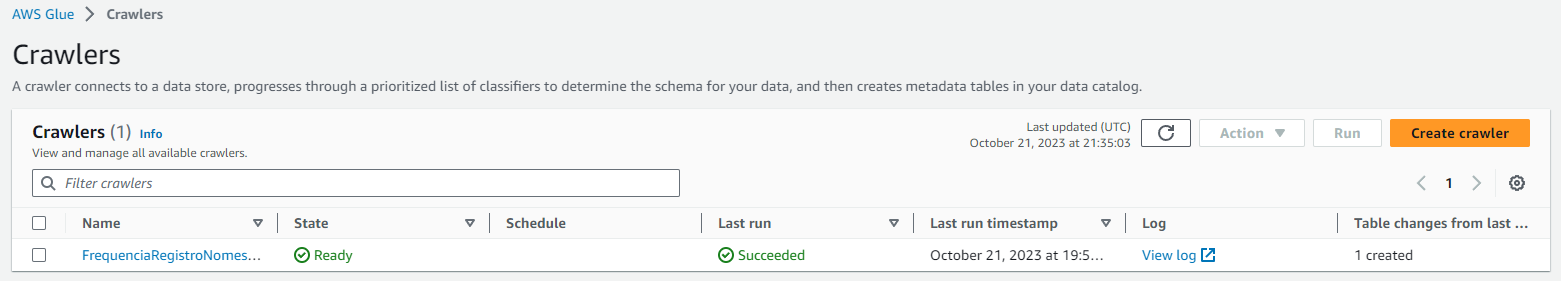 AWS Glue > Crawlers
Crawlers
A crawler connects to a data store, progresses through a prioritized list of classifiers to determine the schema for your data, and then creates metadata tables in your data catalog.
Crawlers (1) Info
View and manage all available crawlers.
Last updated (UTC)
October 21, 2023 at 21:35:03
Action
Run
Create crawler
Filter crawlers
1
Name State Schedule Last run Last run timestamp Log Table changes from last ...
FrequenciaRegistroNomes... Ready Succeeded October 21, 2023 at 19:5... View log 1 created